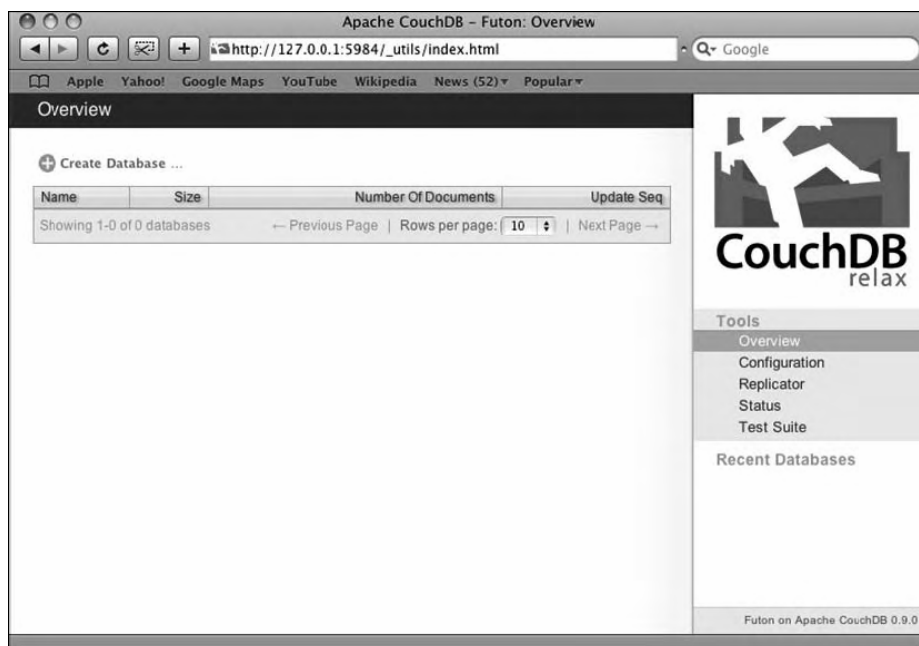 Apache CouchDB – Futon: Overview
http://127.0.0.1:5984/_utils/index.html
Google
Apple Yahoo! Google Maps YouTube Wikipedia News (52)▾ Popular▾
Overview
Create Database ...
Name Size Number Of Documents Update Seq
Showing 1-0 of 0 databases ← Previous Page | Rows per page: 10 | Next Page →
CouchDB
relax
Tools
Overview
Configuration
Replicator
Status
Test Suite
Recent Databases
Futon on Apache CouchDB 0.9.0